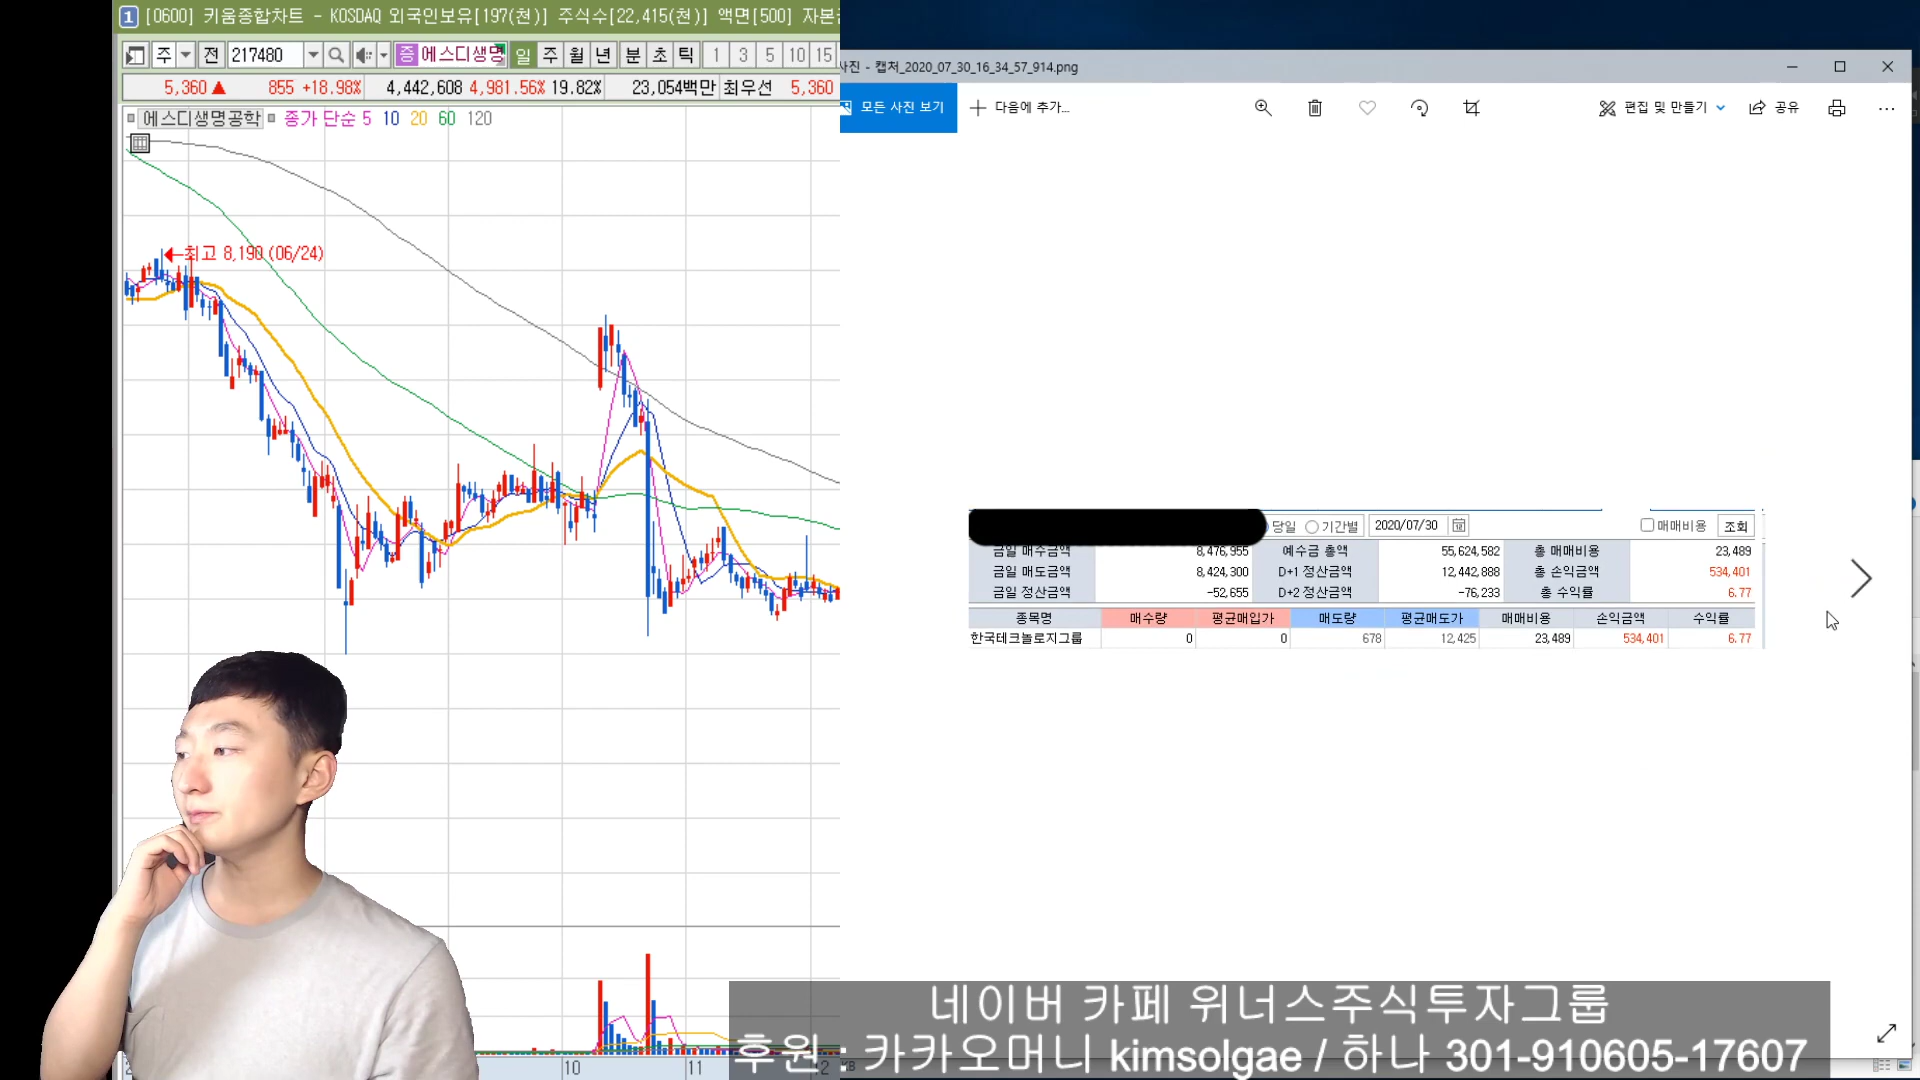 1 [0600] 키움종합차트 - KOSDAQ 외국인보유[197(천)] 주식수[22,415(천)] 액면[500] 자본
주 전 217480 증 에스디생명 일 주 월 년 분 초 틱 1 3 5 10 15
5,360 ▲ 855 +18.98% 4,442,608 4,981.56% 19.82% 23,054백만 최우선 5,360
에스디생명공학 종가 단순 5 10 20 60 120
최고 8,190 (06/24)
10 11 12
사진 - 캡처_2020_07_30_16_34_57_914.png
모든 사진 보기 + 다음에 추가... 편집 및 만들기 공유 ...
당일 기간별 2020/07/30 매매비용 조회
금일 매수금액 8,476,955 예수금 총액 55,624,582 총 매매비용 23,489
금일 매도금액 8,424,300 D+1 정산금액 12,442,888 총 손익금액 534,401
금일 정산금액 -52,655 D+2 정산금액 -76,233 총 수익률 6.77
종목명 매수량 평균매입가 매도량 평균매도가 매매비용 손익금액 수익률
한국테크놀로지그룹 0 0 678 12,425 23,489 534,401 6.77
네이버 카페 위너스주식투자그룹
후원 : 카카오머니 kimsolgae / 하나 301-910605-17607